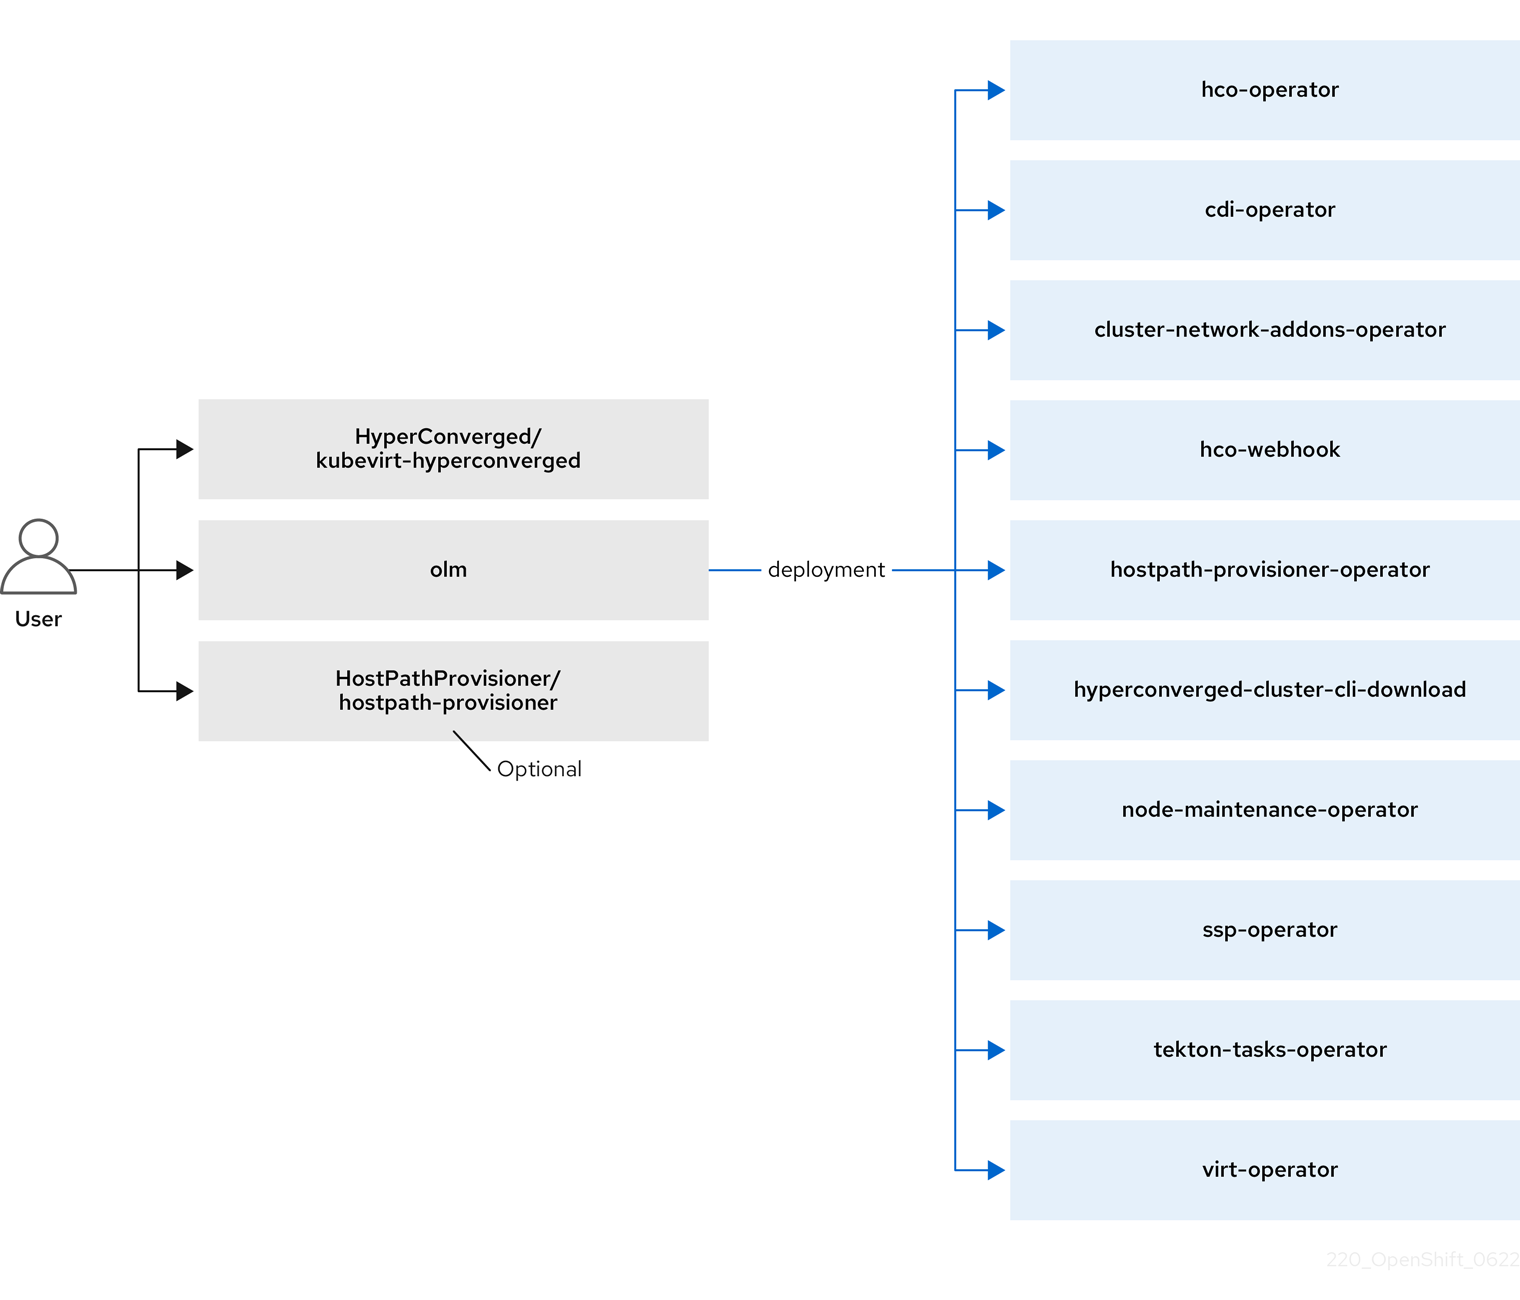 User
HyperConverged/
kubevirt-hyperconverged
olm
HostPathProvisioner/
hostpath-provisioner
Optional
deployment
hco-operator
cdi-operator
cluster-network-addons-operator
hco-webhook
hostpath-provisioner-operator
hyperconverged-cluster-cli-download
node-maintenance-operator
ssp-operator
tekton-tasks-operator
virt-operator
220_OpenShift_0622